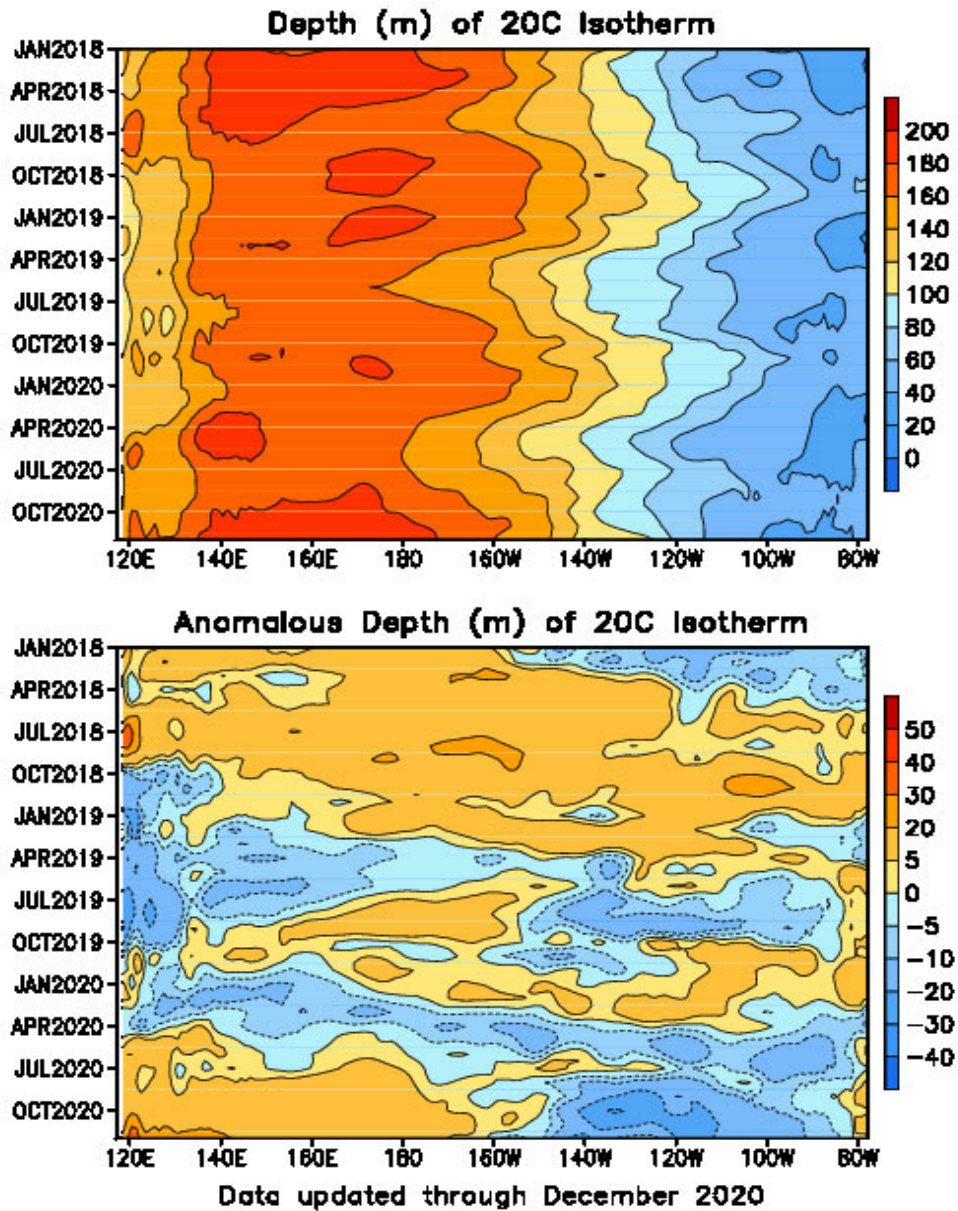 Depth (m) of 20C Isotherm
JAN2018
APR2018
JUL2018
OCT2018
JAN2019
APR2019
JUL2019
OCT2019
JAN2020
APR2020
JUL2020
OCT2020
120E 140E 160E 180 160W 140W 120W 100W 80W
200
180
160
140
120
100
80
60
40
20
0
Anomalous Depth (m) of 20C Isotherm
JAN2018
APR2018
JUL2018
OCT2018
JAN2019
APR2019
JUL2019
OCT2019
JAN2020
APR2020
JUL2020
OCT2020
120E 140E 160E 180 160W 140W 120W 100W 80W
50
40
30
20
5
0
-5
-10
-20
-30
-40
Data updated through December 2020